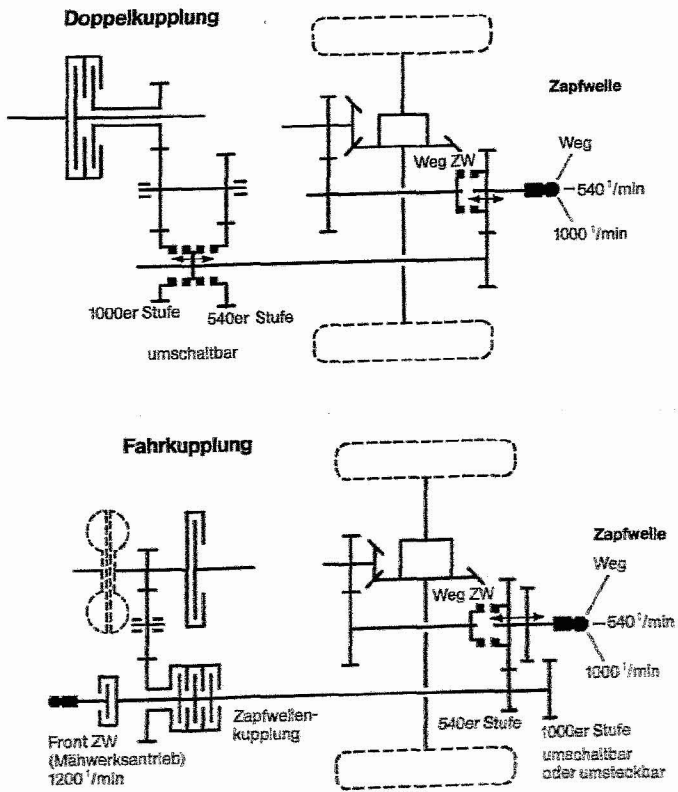 Doppelkupplung
Zapfwelle
Weg
Weg ZW
540 1/min
1000 1/min
1000er Stufe
540er Stufe
umschaltbar
Fahrkupplung
Zapfwelle
Weg
Weg ZW
540 1/min
1000 1/min
Zapfwellen-
kupplung
540er Stufe
1000er Stufe
umschaltbar
oder umsteckbar
Front ZW
(Mähwerksantrieb)
1200 1/min